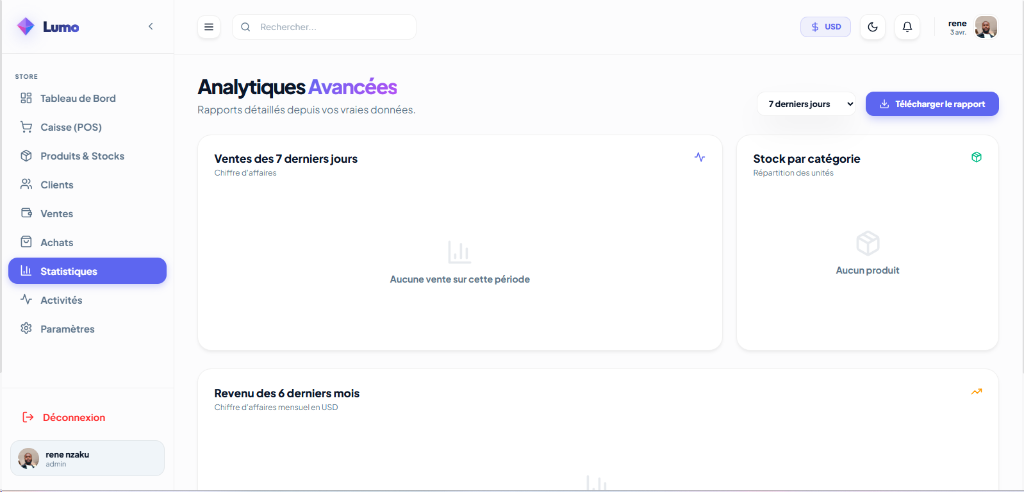 Lumo
Rechercher...
USD
rene
3 avr.
STORE
Tableau de Bord
Caisse (POS)
Produits & Stocks
Clients
Ventes
Achats
Statistiques
Activités
Paramètres
Déconnexion
rene nzaku
admin
Analytiques Avancées
Rapports détaillés depuis vos vraies données.
7 derniers jours
Télécharger le rapport
Ventes des 7 derniers jours
Chiffre d'affaires
Aucune vente sur cette période
Stock par catégorie
Répartition des unités
Aucun produit
Revenu des 6 derniers mois
Chiffre d'affaires mensuel en USD